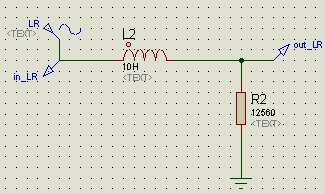 LR
<TEXT>
in_LR
L2
10H
<TEXT>
out_LR
R2
12560
<TEXT>